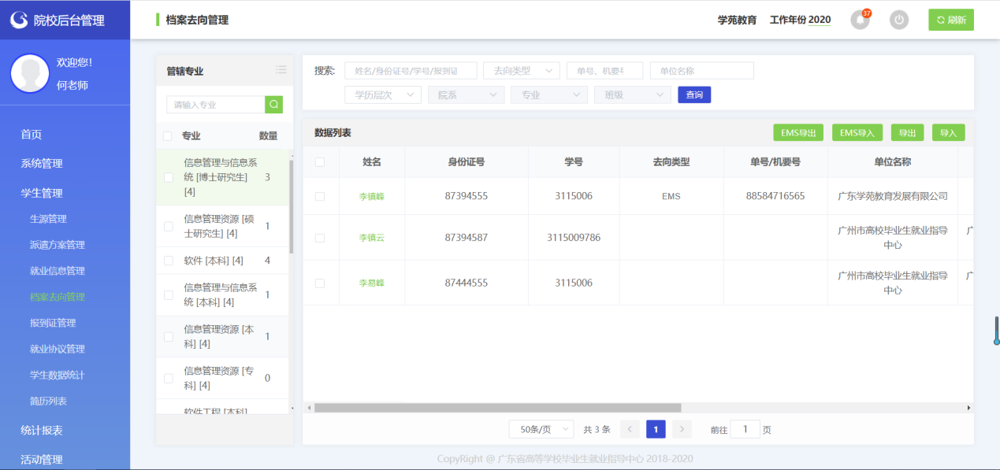 院校后台管理
档案去向管理
学苑教育 工作年份 2020
37
刷新
欢迎您!
何老师
首页
系统管理
学生管理
生源管理
派遣方案管理
就业信息管理
档案去向管理
报到证管理
就业协议管理
学生数据统计
简历列表
统计报表
活动管理
管辖专业
请输入专业
专业 数量
信息管理与信息系
统 [博士研究生]
[4]
3
信息管理资源 [硕
士研究生] [4]
1
软件 [本科] [4] 4
信息管理与信息系
统 [本科] [4]
1
信息管理资源 [本
科] [4]
1
信息管理资源 [专
科] [4]
0
软件工程 [本科]
搜索: 姓名/身份证号/学号/报到证 去向类型 单号、机要号 单位名称
学历层次 院系 专业 班级 查询
数据列表 EMS导出 EMS导入 导出 导入
姓名 身份证号 学号 去向类型 单号/机要号 单位名称
李镇峰 87394555 3115006 EMS 88584716565 广东学苑教育发展有限公司
李镇云 87394587 3115009786 广州市高校毕业生就业指导
中心
李易峰 87444555 3115006 广州市高校毕业生就业指导
中心
50条/页 共 3 条 1 前往 1 页
CopyRight @ 广东省高等学校毕业生就业指导中心 2018-2020